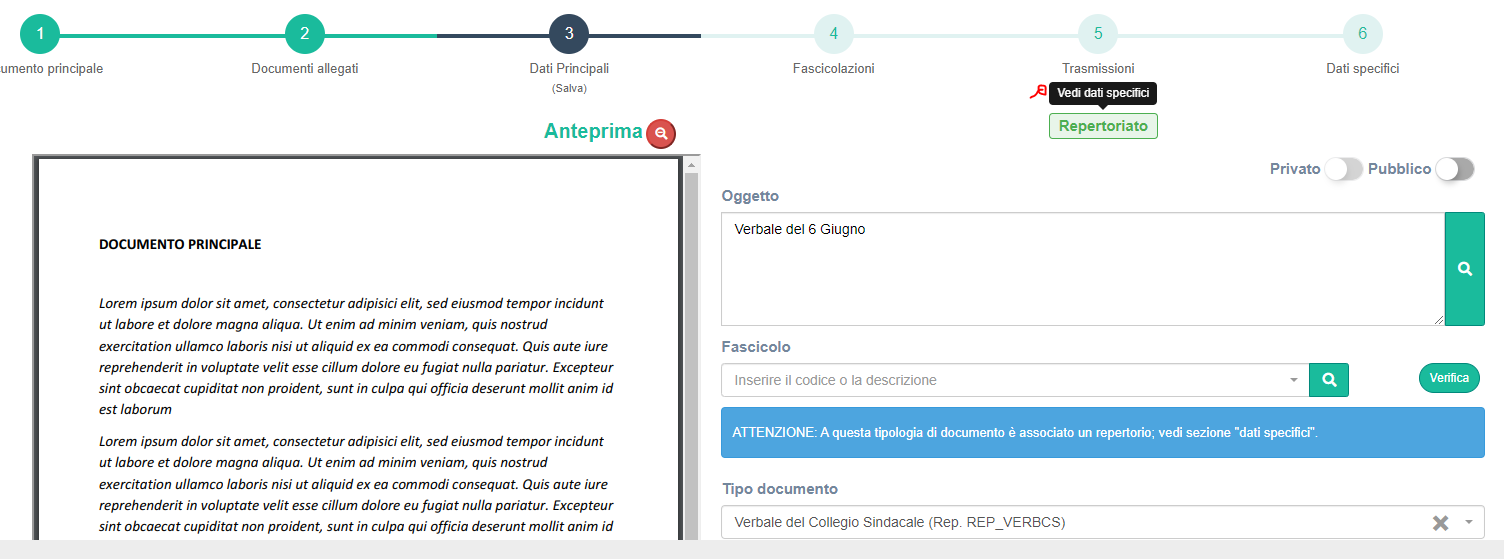 1
2
3
4
5
6
cumento principale
Documenti allegati
Dati Principali
(Salva)
Fascicolazioni
Trasmissioni
Dati specifici
Vedi dati specifici
Repertoriato
Anteprima
Privato
Pubblico
DOCUMENTO PRINCIPALE
Lorem ipsum dolor sit amet, consectetur adipisici elit, sed eiusmod tempor incidunt
ut labore et dolore magna aliqua. Ut enim ad minim veniam, quis nostrud
exercitation ullamco laboris nisi ut aliquid ex ea commodi consequat. Quis aute iure
reprehenderit in voluptate velit esse cillum dolore eu fugiat nulla pariatur. Excepteur
sint obcaecat cupiditat non proident, sunt in culpa qui officia deserunt mollit anim id
est laborum
Lorem ipsum dolor sit amet, consectetur adipisici elit, sed eiusmod tempor incidunt
ut labore et dolore magna aliqua. Ut enim ad minim veniam, quis nostrud
exercitation ullamco laboris nisi ut aliquid ex ea commodi consequat. Quis aute iure
reprehenderit in voluptate velit esse cillum dolore eu fugiat nulla pariatur. Excepteur
sint obcaecat cupiditat non proident, sunt in culpa qui officia deserunt mollit anim id
Oggetto
Verbale del 6 Giugno
Fascicolo
Inserire il codice o la descrizione
Verifica
ATTENZIONE: A questa tipologia di documento è associato un repertorio; vedi sezione "dati specifici".
Tipo documento
Verbale del Collegio Sindacale (Rep. REP_VERBCS)